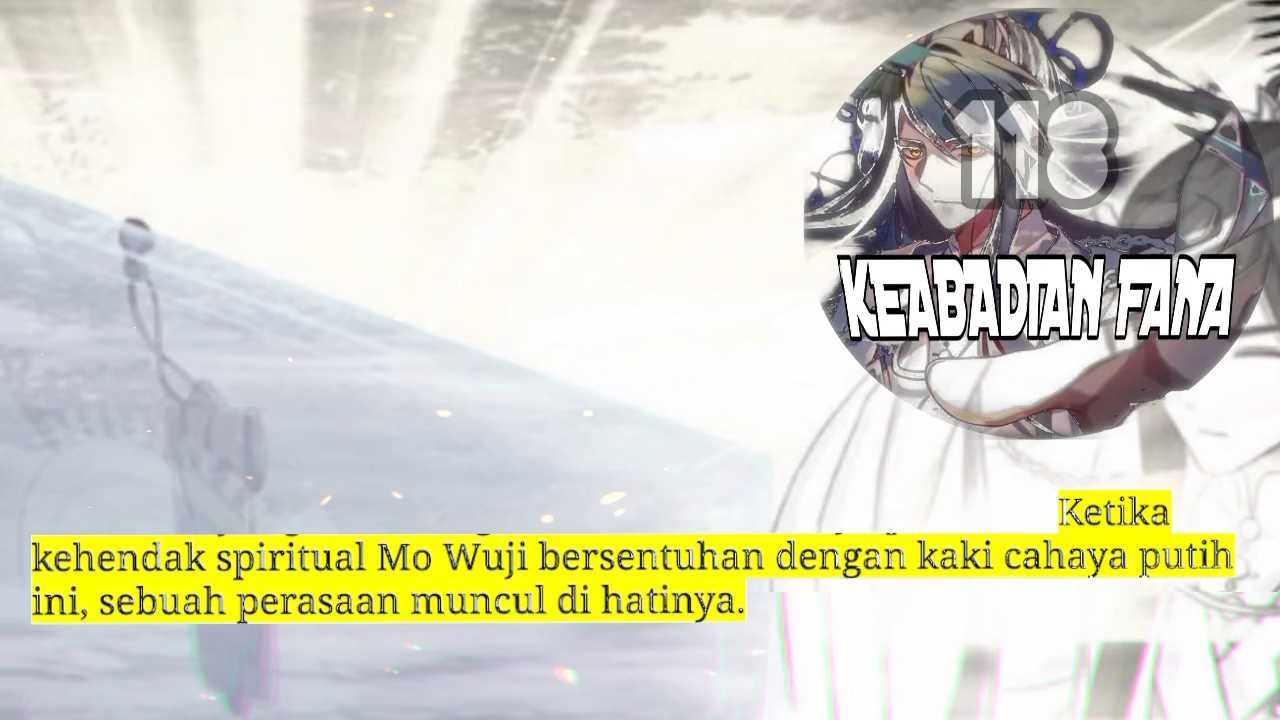 118
KEABADIAN FANA
Ketika
kehendak spiritual Mo Wuji bersentuhan dengan kaki cahaya putih
ini, sebuah perasaan muncul di hatinya.